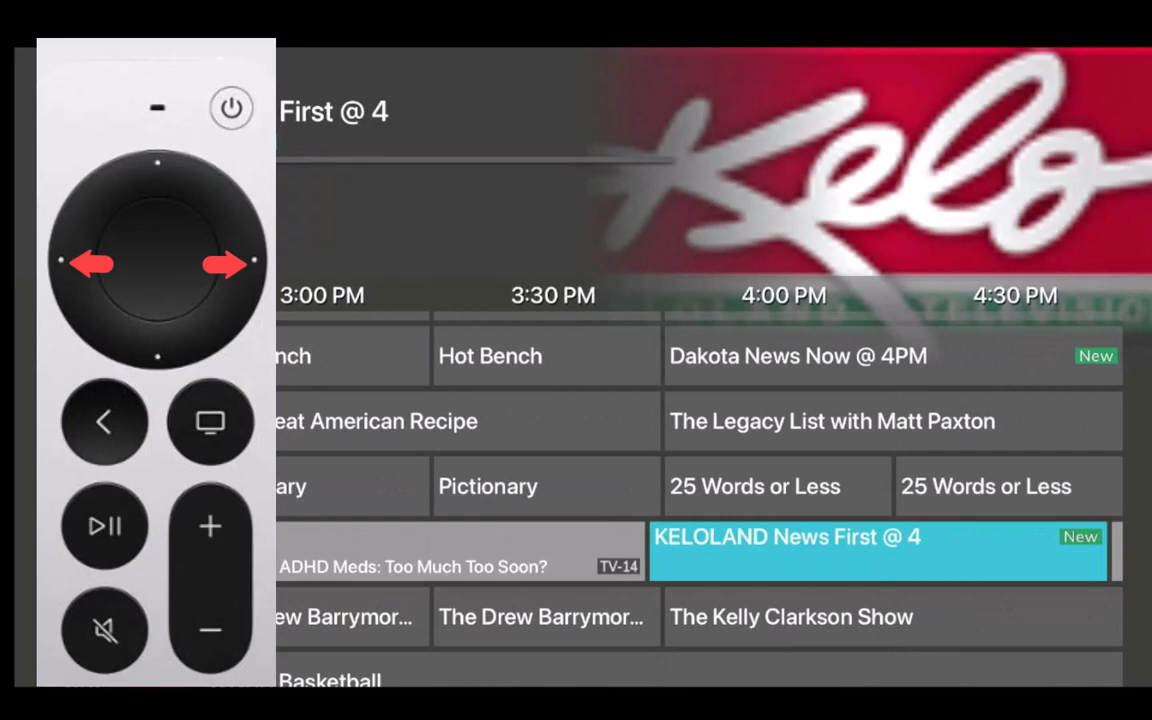 First @ 4
Kelo
3:00 PM 3:30 PM 4:00 PM 4:30 PM
nch Hot Bench Dakota News Now @ 4PM New
eat American Recipe The Legacy List with Matt Paxton
ary Pictionary 25 Words or Less 25 Words or Less
KELOLAND News First @ 4 New
ADHD Meds: Too Much Too Soon? TV-14
ew Barrymor... The Drew Barrymor... The Kelly Clarkson Show
Basketball